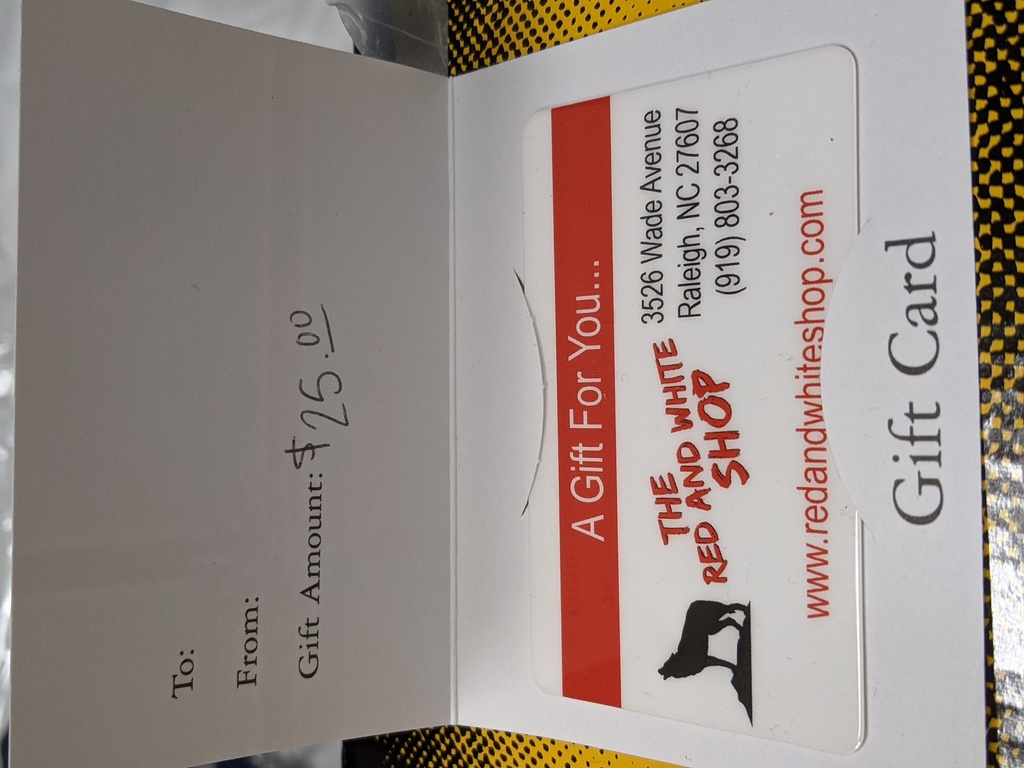 To:
From:
Gift Amount: $ 25.00
A Gift For You...
THE
RED AND WHITE
SHOP
3526 Wade Avenue
Raleigh, NC 27607
(919) 803-3268
www.redandwhiteshop.com
Gift Card